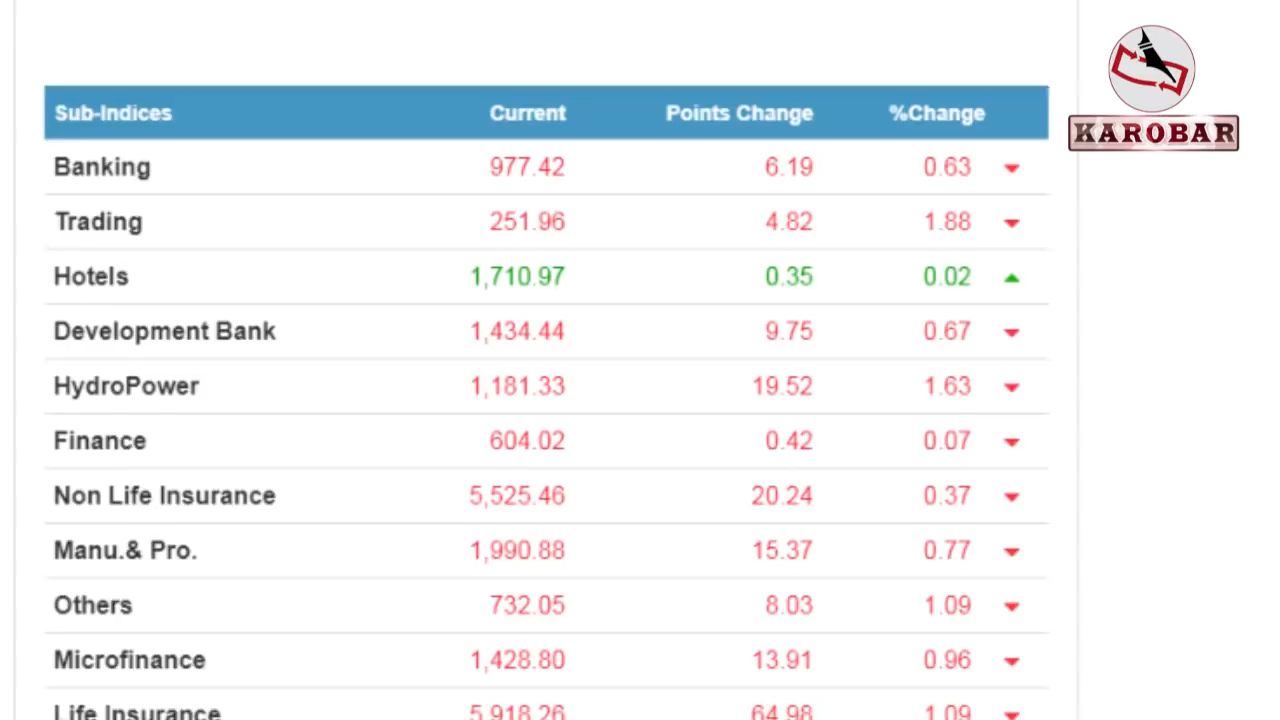 Sub-Indices Current Points Change %Change
Banking 977.42 6.19 0.63
Trading 251.96 4.82 1.88
Hotels 1,710.97 0.35 0.02
Development Bank 1,434.44 9.75 0.67
HydroPower 1,181.33 19.52 1.63
Finance 604.02 0.42 0.07
Non Life Insurance 5,525.46 20.24 0.37
Manu.& Pro. 1,990.88 15.37 0.77
Others 732.05 8.03 1.09
Microfinance 1,428.80 13.91 0.96
Life Insurance 5,918.26 64.98 1.09
KAROBAR